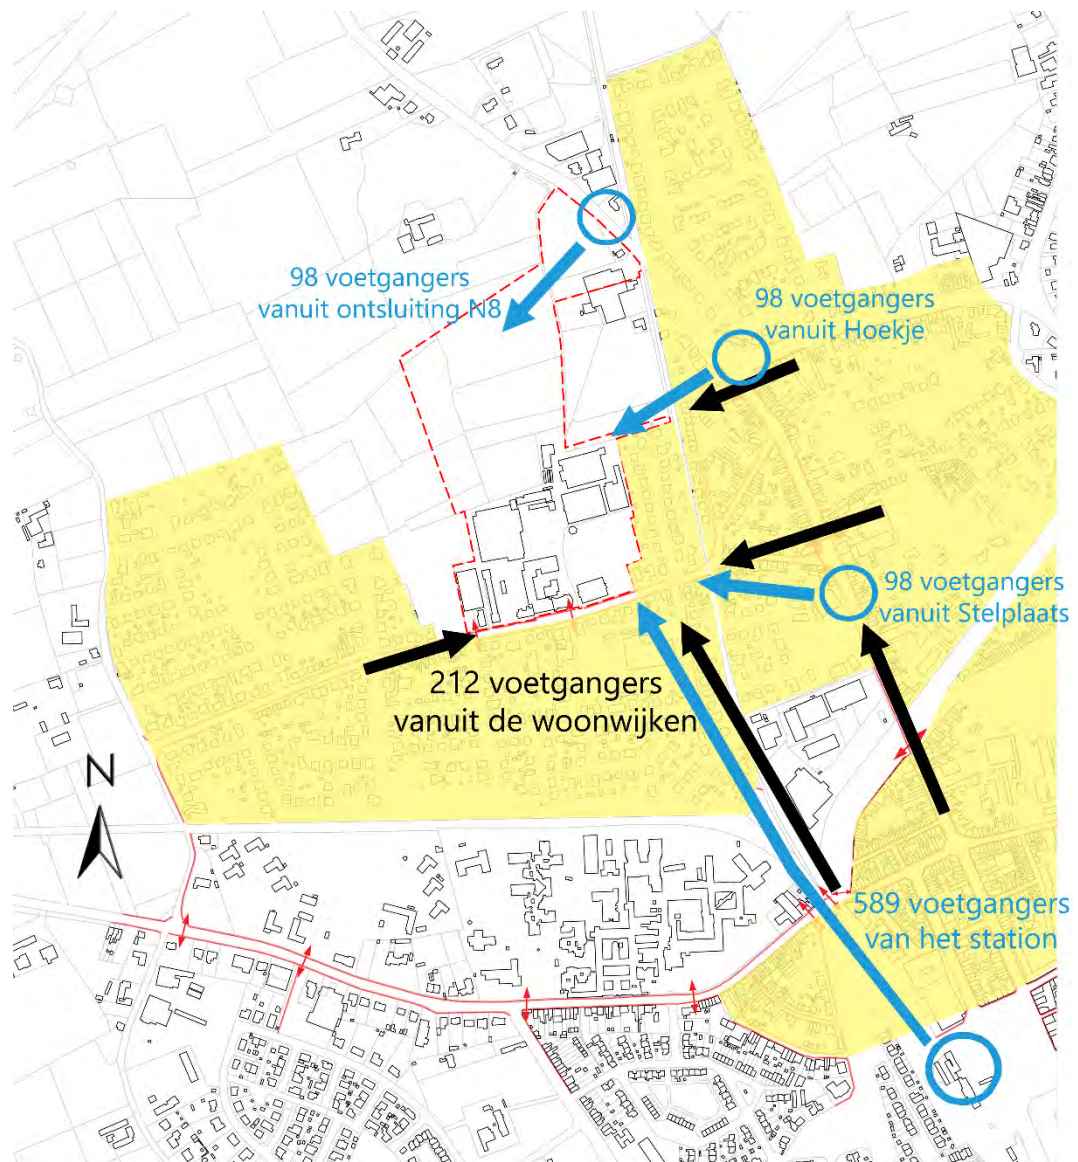 98 voetgangers
vanuit ontsluiting N8
98 voetgangers
vanuit Hoekje
98 voetgangers
vanuit Stelplaats
212 voetgangers
vanuit de woonwijken
N
589 voetgangers
van het station